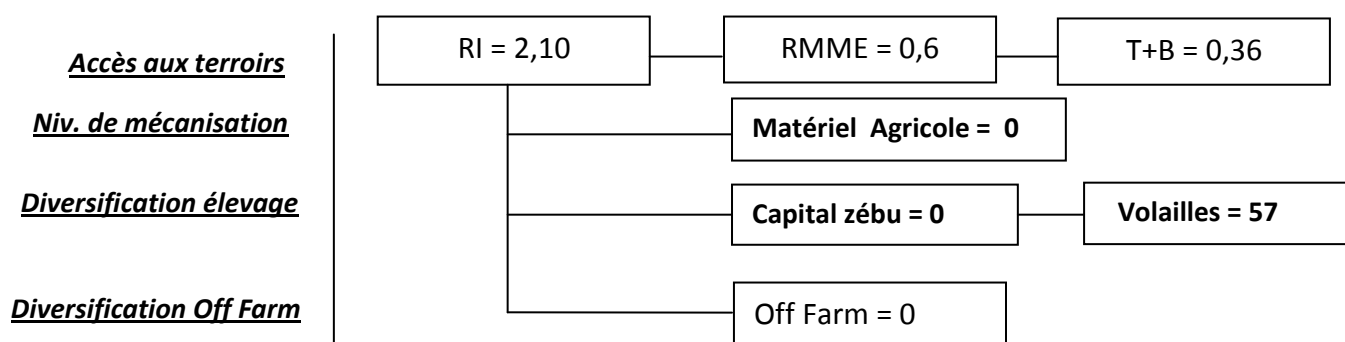 Accès aux terroirs RI = 2,10 RMME = 0,6 T+B = 0,36
Niv. de mécanisation Matériel Agricole = 0
Diversification élevage Capital zébu = 0 Volailles = 57
Diversification Off Farm Off Farm = 0